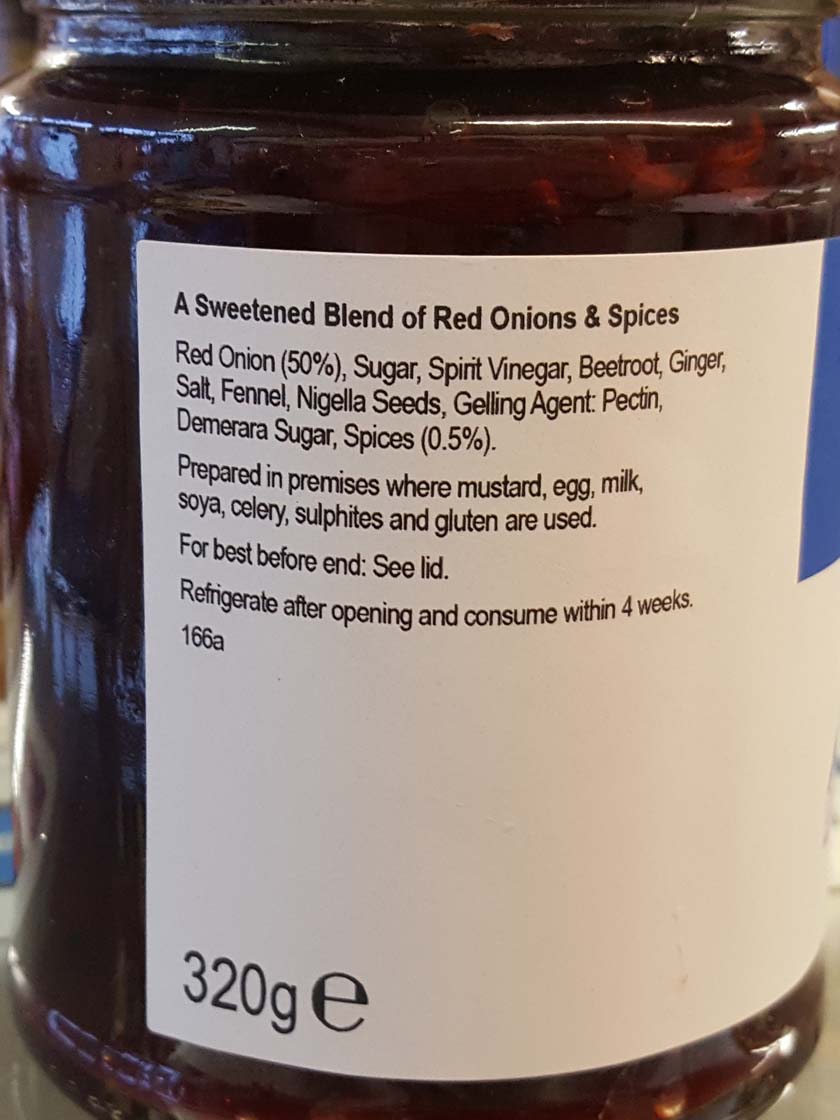 A Sweetened Blend of Red Onions & Spices
Red Onion (50%), Sugar, Spirit Vinegar, Beetroot, Ginger,
Salt, Fennel, Nigella Seeds, Gelling Agent: Pectin,
Demerara Sugar, Spices (0.5%).
Prepared in premises where mustard, egg, milk,
soya, celery, sulphites and gluten are used.
For best before end: See lid.
Refrigerate after opening and consume within 4 weeks.
166a
320g e